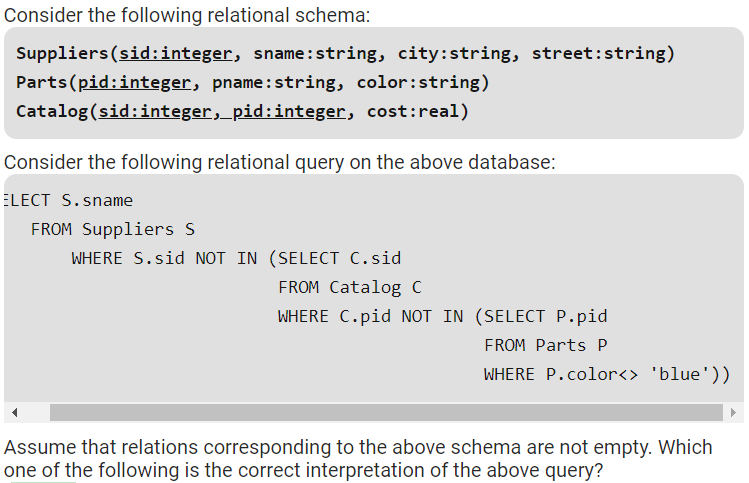 Consider the following relational schema:
Suppliers(sid:integer, sname:string, city:string, street:string)
Parts(pid:integer, pname:string, color:string)
Catalog(sid:integer, pid:integer, cost:real)
Consider the following relational query on the above database:
ELECT S.sname
FROM Suppliers S
WHERE S.sid NOT IN (SELECT C.sid
FROM Catalog C
WHERE C.pid NOT IN (SELECT P.pid
FROM Parts P
WHERE P.color<> 'blue'))
Assume that relations corresponding to the above schema are not empty. Which
one of the following is the correct interpretation of the above query?